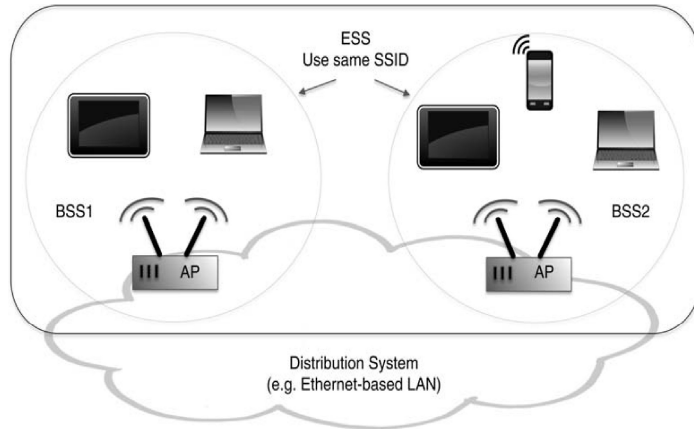 ESS
Use same SSID
BSS1
BSS2
AP
AP
Distribution System
(e.g. Ethernet-based LAN)